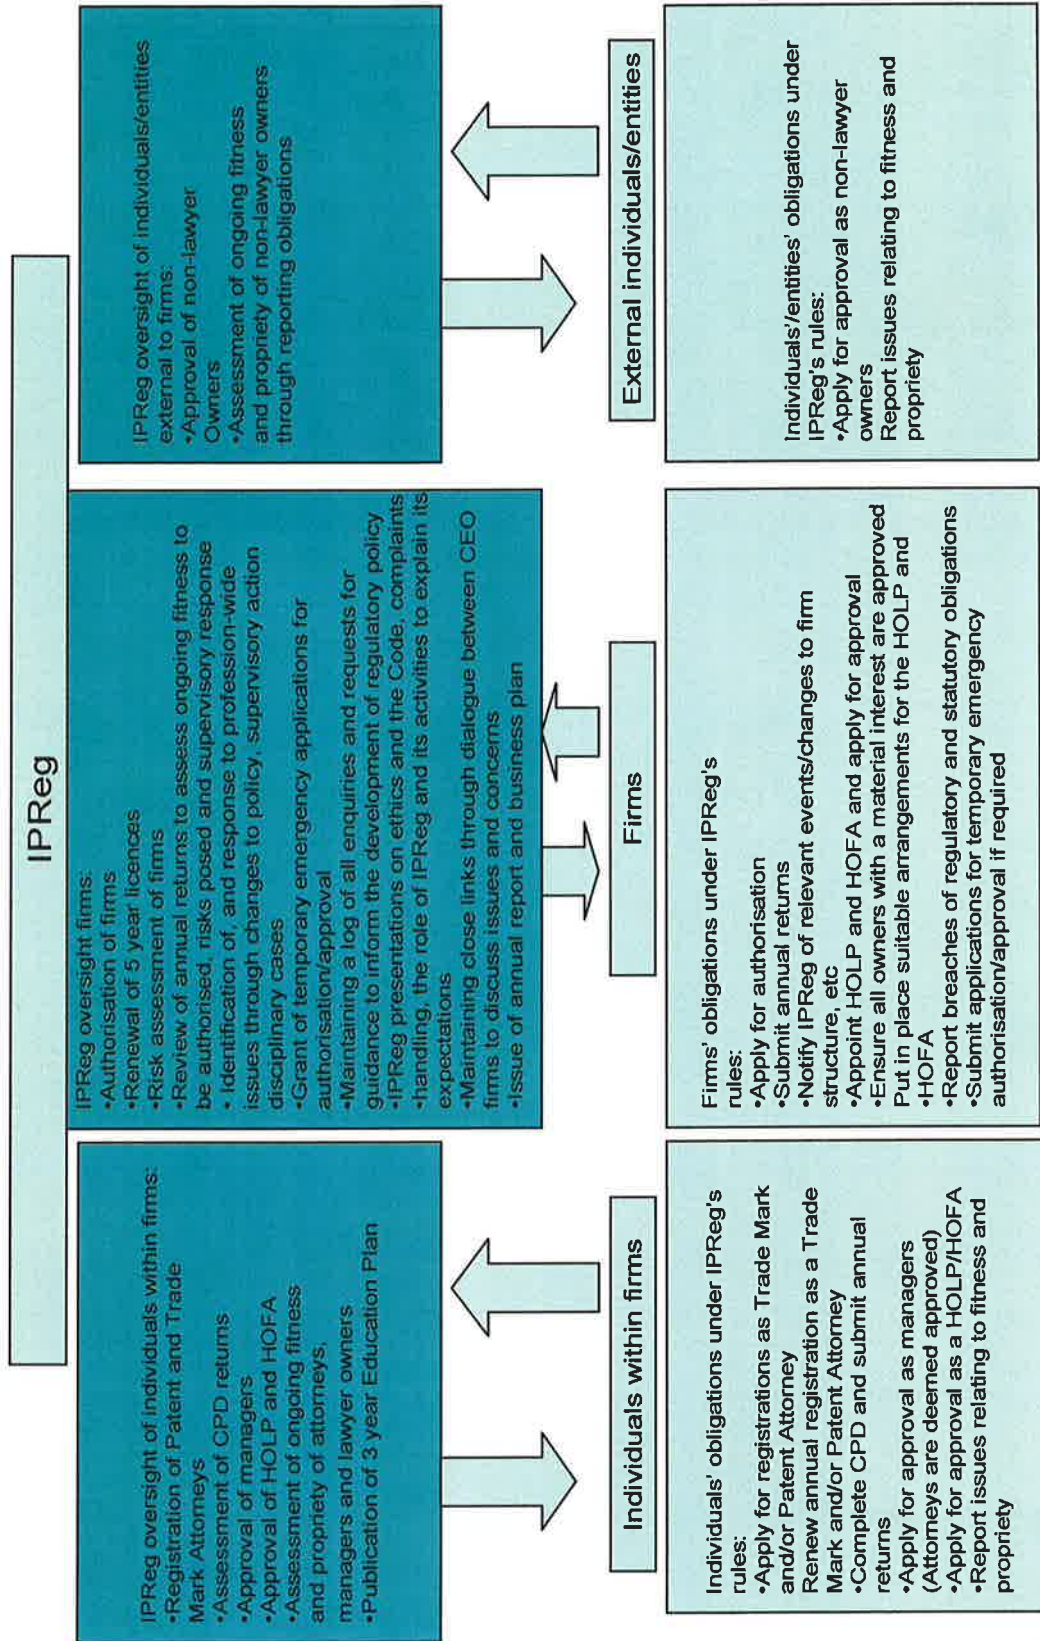 IPReg
IPReg oversight of individuals within firms:
•Registration of Patent and Trade
Mark Attorneys
•Assessment of CPD returns
•Approval of managers
•Approval of HOLP and HOFA
•Assessment of ongoing fitness
and propriety of attorneys,
managers and lawyer owners
•Publication of 3 year Education Plan
IPReg oversight firms:
•Authorisation of firms
•Renewal of 5 year licences
•Risk assessment of firms
•Review of annual returns to assess ongoing fitness to
be authorised, risks posed and supervisory response
• Identification of, and response to profession-wide
issues through changes to policy, supervisory action
disciplinary cases
•Grant of temporary emergency applications for
authorisation/approval
•Maintaining a log of all enquiries and requests for
guidance to inform the development of regulatory policy
•IPReg presentations on ethics and the Code, complaints
•handling, the role of IPReg and its activities to explain its
expectations
•Maintaining close links through dialogue between CEO
firms to discuss issues and concerns
•Issue of annual report and business plan
IPReg oversight of individuals/entities
external to firms:
•Approval of non-lawyer
Owners
•Assessment of ongoing fitness
and propriety of non-lawyer owners
through reporting obligations
Individuals within firms
Firms
External individuals/entities
Individuals' obligations under IPReg's
rules:
•Apply for registrations as Trade Mark
and/or Patent Attorney
Renew annual registration as a Trade
Mark and/or Patent Attorney
•Complete CPD and submit annual
returns
•Apply for approval as managers
(Attorneys are deemed approved)
•Apply for approval as a HOLP/HOFA
•Report issues relating to fitness and
propriety
Firms' obligations under IPReg's
rules:
•Apply for authorisation
•Submit annual returns
•Notify IPReg of relevant events/changes to firm
structure, etc
•Appoint HOLP and HOFA and apply for approval
•Ensure all owners with a material interest are approved
Put in place suitable arrangements for the HOLP and
•HOFA
•Report breaches of regulatory and statutory obligations
•Submit applications for temporary emergency
authorisation/approval if required
Individuals'/entities' obligations under
IPReg's rules:
•Apply for approval as non-lawyer
owners
Report issues relating to fitness and
propriety